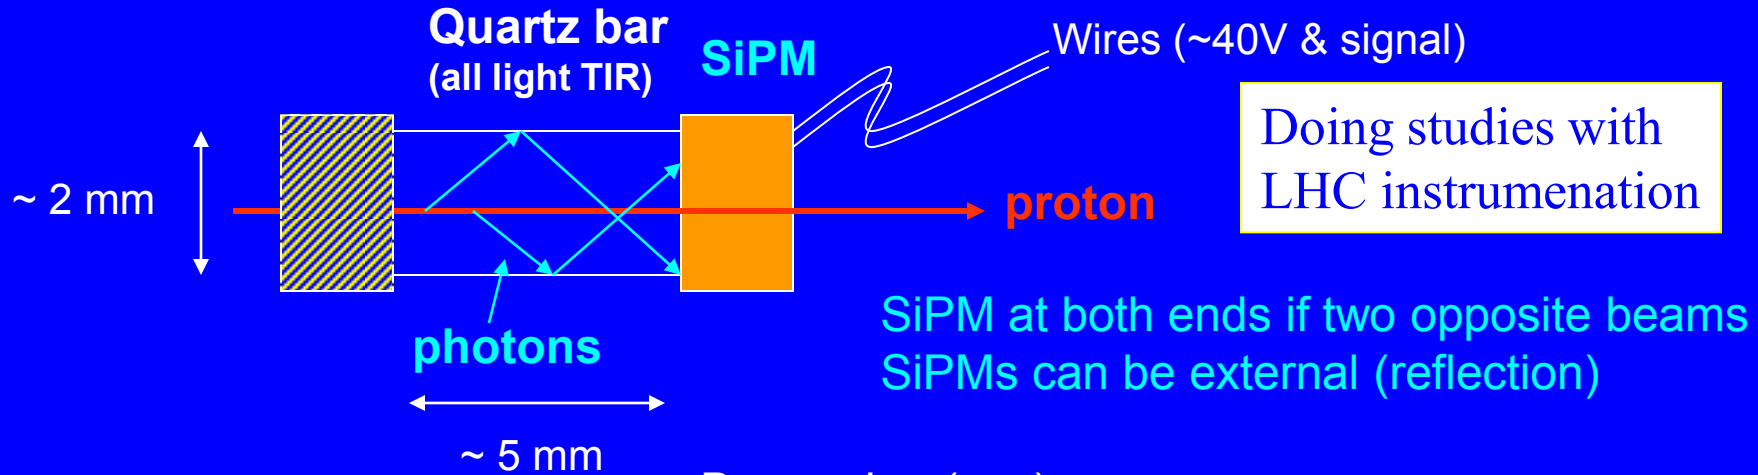 Quartz bar
(all light TIR)
SiPM
Wires (~40V & signal)
Doing studies with
LHC instrumenation
~ 2 mm
proton
photons
SiPM at both ends if two opposite beams
SiPMs can be external (reflection)
~ 5 mm